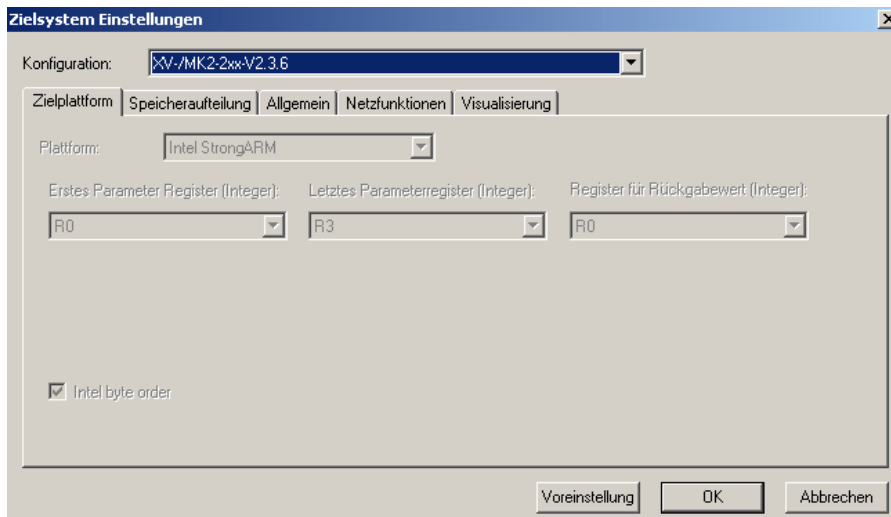 Zielsystem Einstellungen
Konfiguration: XV-/MK2-2xx-V2.3.6
Zielplattform Speicheraufteilung Allgemein Netzfunktionen Visualisierung
Plattform: Intel StrongARM
Erstes Parameter Register (Integer): Letztes Parameterregister (Integer): Register für Rückgabewert (Integer):
R0 R3 R0
Intel byte order
Voreinstellung OK Abbrechen